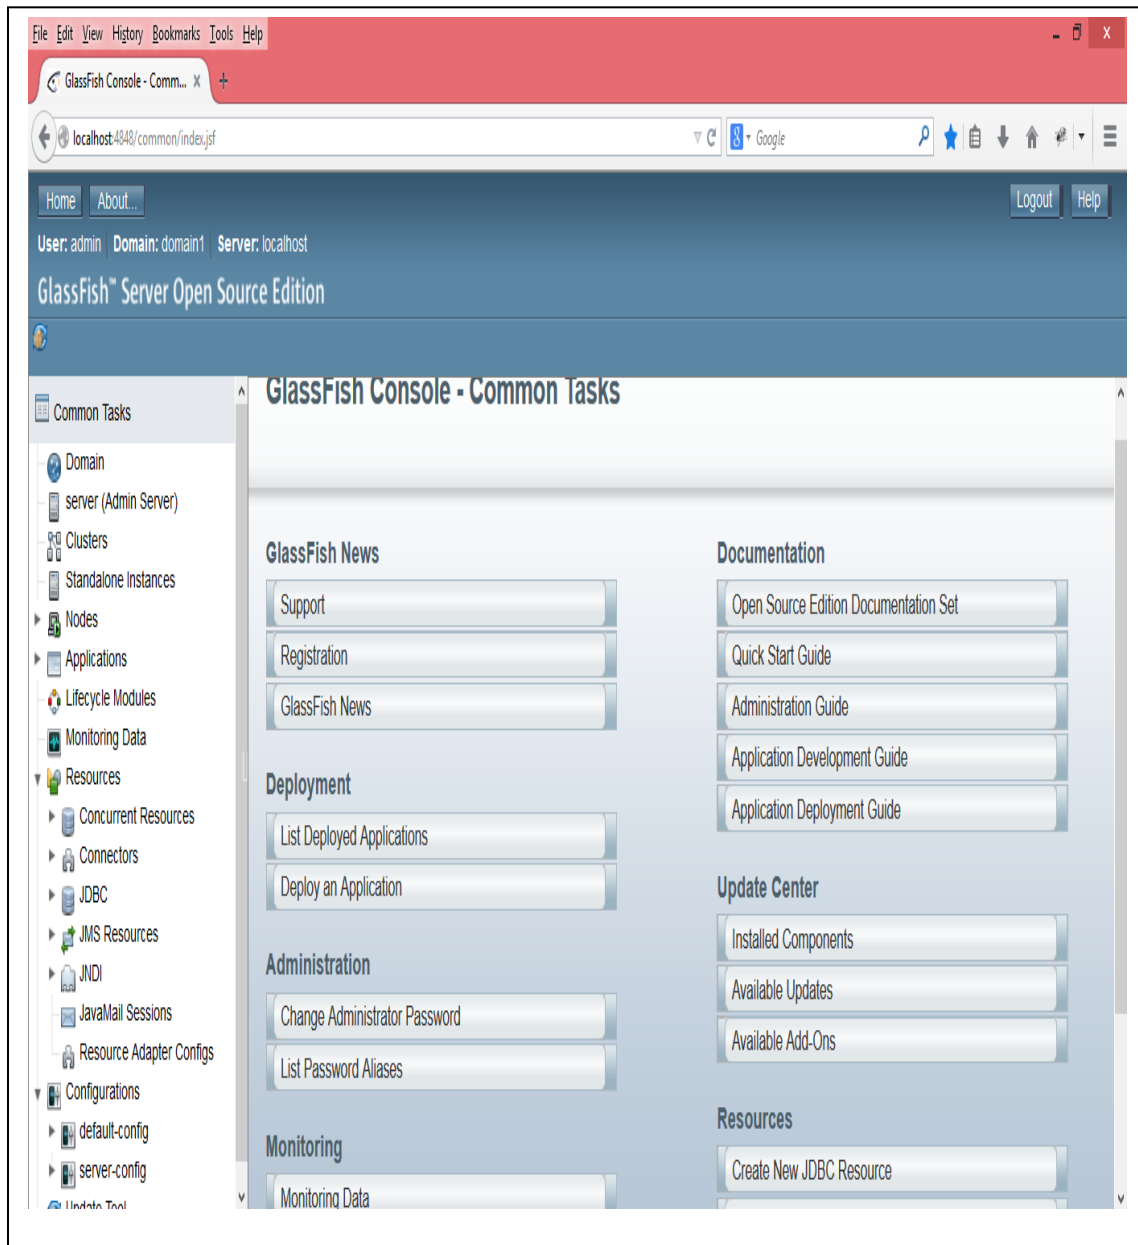 File Edit View History Bookmarks Tools Help
GlassFish Console - Comm... x +
localhost:4848/common/index.jsf
Google
Home About...
Logout Help
User: admin Domain: domain1 Server: localhost
GlassFish™ Server Open Source Edition
Common Tasks
Domain
server (Admin Server)
Clusters
Standalone Instances
Nodes
Applications
Lifecycle Modules
Monitoring Data
Resources
Concurrent Resources
Connectors
JDBC
JMS Resources
JNDI
JavaMail Sessions
Resource Adapter Configs
Configurations
default-config
server-config
Update Tool
GlassFish Console - Common Tasks
GlassFish News
Support
Registration
GlassFish News
Deployment
List Deployed Applications
Deploy an Application
Administration
Change Administrator Password
List Password Aliases
Monitoring
Monitoring Data
Documentation
Open Source Edition Documentation Set
Quick Start Guide
Administration Guide
Application Development Guide
Application Deployment Guide
Update Center
Installed Components
Available Updates
Available Add-Ons
Resources
Create New JDBC Resource